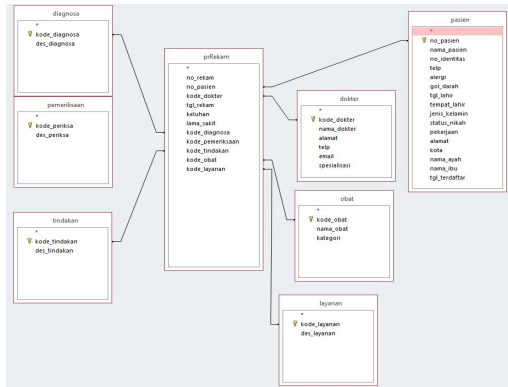 diagnosa
*
kode_diagnosa
des_diagnosa
pemeriksaan
*
kode_periksa
des_periksa
tindakan
*
kode_tindakan
des_tindakan
prRekam
*
no_rekam
no_pasien
kode_dokter
tgl_rekam
keluhan
lama_sakit
kode_diagnosa
kode_pemeriksaan
kode_tindakan
kode_obat
kode_layanan
dokter
*
kode_dokter
nama_dokter
alamat
telp
email
spesialisasi
obat
*
kode_obat
nama_obat
kategori
layanan
*
kode_layanan
des_layanan
pasien
*
no_pasien
nama_pasien
no_identitas
telp
alergi
gol_darah
tgl_lahir
tempat_lahir
jenis_kelamin
status_nikah
pekerjaan
alamat
kota
nama_ayah
nama_ibu
tgl_terdaftar